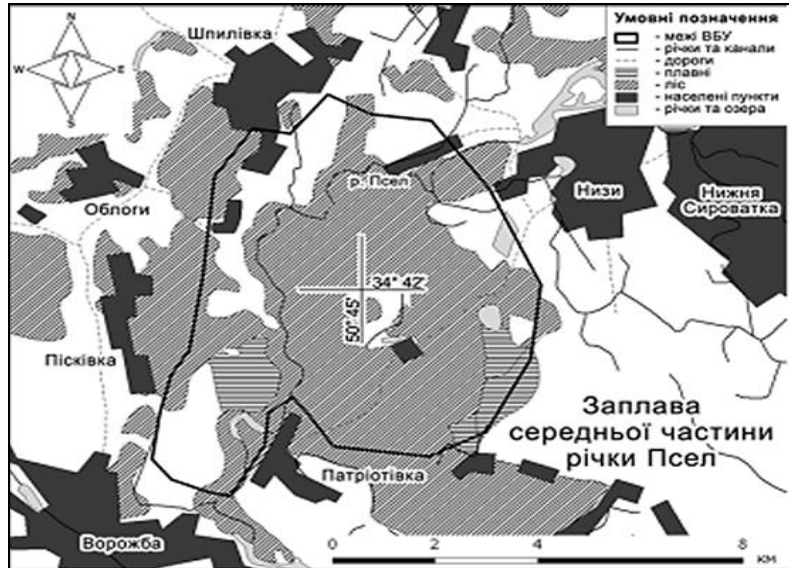 Шпилівка
Умовні позначення
- межі ВБУ
- річки та канали
- дороги
- плавні
- ліс
- населені пункти
- річки та озера
N
W E
S
р. Псел
Низи
Нижня
Сироватка
Облоги
34° 42'
50° 45'
Пісківка
Заплава
середньої частини
річки Псел
Патріотівка
Ворожба
0 2 4 8
км